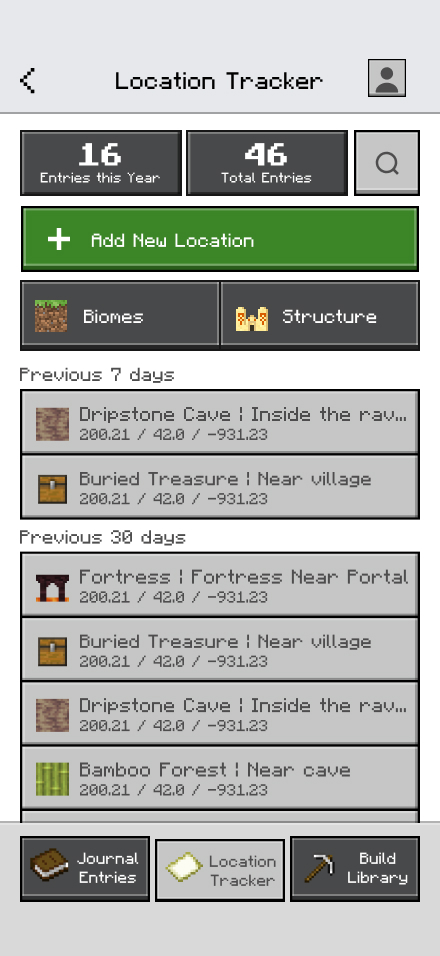 Location Tracker
16
Entries this Year
46
Total Entries
Add New Location
Biomes
Structure
Previous 7 days
Dripstone Cave ¦ Inside the rav...
200.21 / 42.0 / -931.23
Buried Treasure ¦ Near village
200.21 / 42.0 / -931.23
Previous 30 days
Fortress ¦ Fortress Near Portal
200.21 / 42.0 / -931.23
Buried Treasure ¦ Near village
200.21 / 42.0 / -931.23
Dripstone Cave ¦ Inside the rav...
200.21 / 42.0 / -931.23
Bamboo Forest ¦ Near cave
200.21 / 42.0 / -931.23
Journal
Entries
Location
Tracker
Build
Library